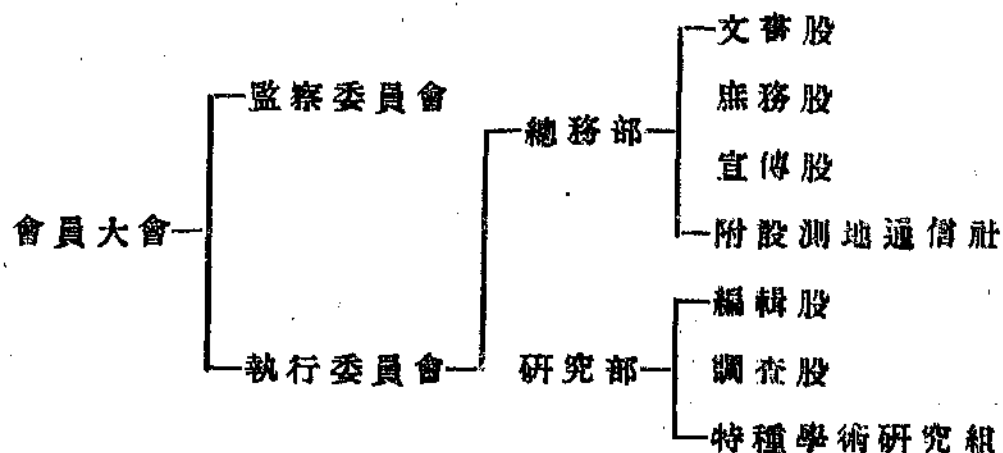 文書股
監察委員會
庶務股
總務部
宣傳股
會員大會
附設測地通信社
編輯股
執行委員會
研究部
調查股
特種學術研究組